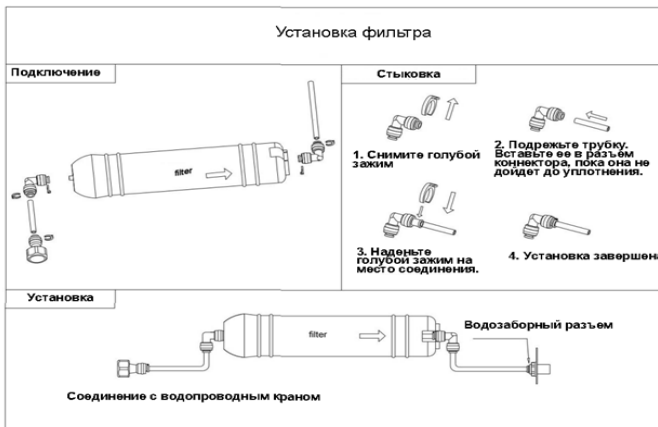 Установка фильтра
Подключение
filter
Стыковка
1. Снимите голубой
зажим
2. Подрежьте трубку.
Вставьте ее в разъем
коннектора, пока она не
дойдет до уплотнения.
3. Наденьте
голубой зажим на
место соединения.
4. Установка завершена
Установка
filter
Водозаборный разъем
Соединение с водопроводным краном